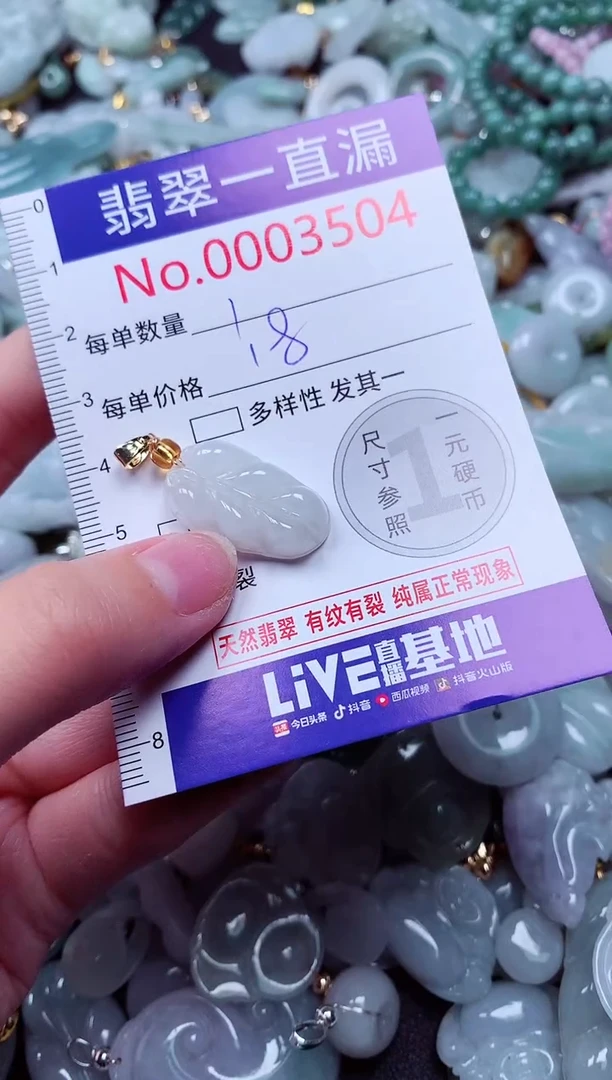 翡翠一直漏
No.0003504
0
1
2
3
4
5
8
每单数量 1
每单价格 18
多样性 发其一
尺寸参照
1
一元硬币
裂
天然翡翠 有纹有裂 纯属正常现象
LiVE直播基地
头条 今日头条 抖音 西瓜视频 抖音火山版